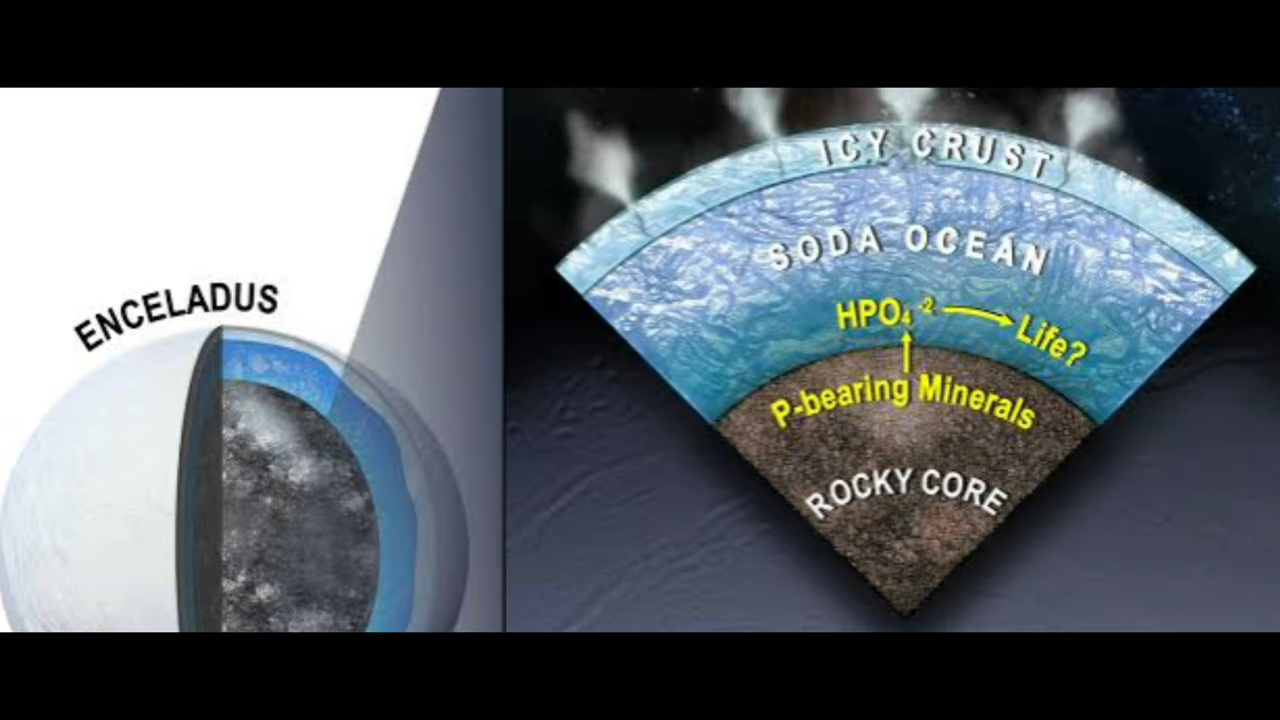 ENCELADUS
ICY CRUST
SODA OCEAN
HPO₄⁻² → Life?
P-bearing Minerals
ROCKY CORE